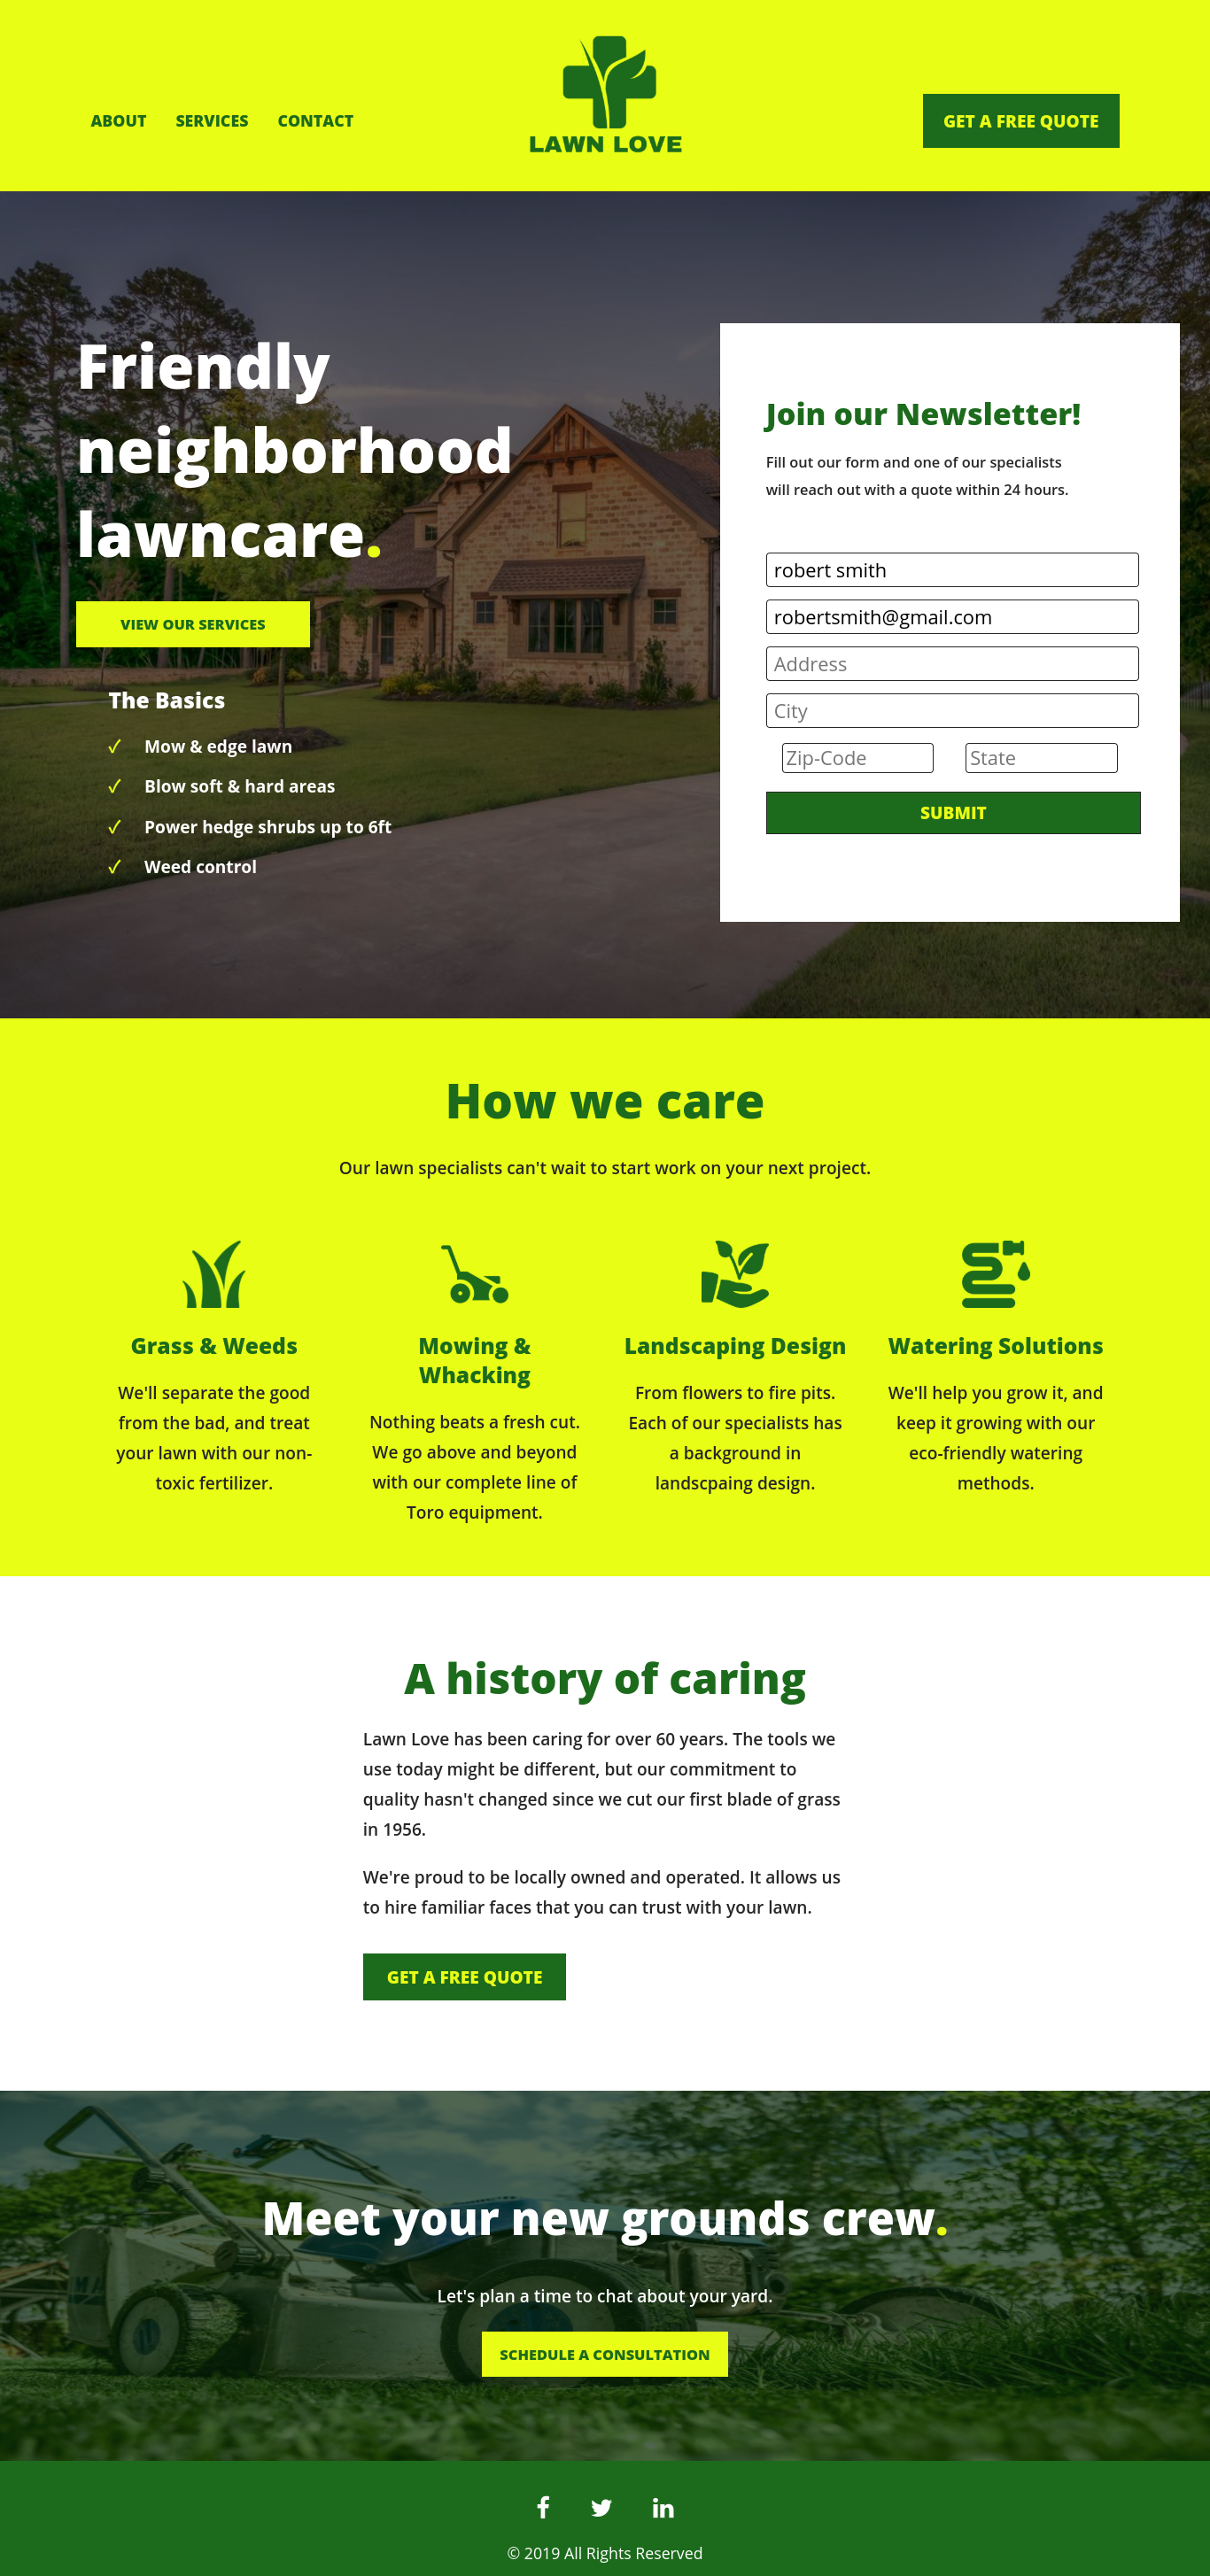 ABOUT SERVICES CONTACT
LAWN LOVE
GET A FREE QUOTE
Friendly
neighborhood
lawncare.
VIEW OUR SERVICES
The Basics
✓ Mow & edge lawn
✓ Blow soft & hard areas
✓ Power hedge shrubs up to 6ft
✓ Weed control
Join our Newsletter!
Fill out our form and one of our specialists
will reach out with a quote within 24 hours.
robert smith
robertsmith@gmail.com
Address
City
Zip-Code State
SUBMIT
How we care
Our lawn specialists can't wait to start work on your next project.
Grass & Weeds
We'll separate the good
from the bad, and treat
your lawn with our non-
toxic fertilizer.
Mowing &
Whacking
Nothing beats a fresh cut.
We go above and beyond
with our complete line of
Toro equipment.
Landscaping Design
From flowers to fire pits.
Each of our specialists has
a background in
landscpaing design.
Watering Solutions
We'll help you grow it, and
keep it growing with our
eco-friendly watering
methods.
A history of caring
Lawn Love has been caring for over 60 years. The tools we
use today might be different, but our commitment to
quality hasn't changed since we cut our first blade of grass
in 1956.
We're proud to be locally owned and operated. It allows us
to hire familiar faces that you can trust with your lawn.
GET A FREE QUOTE
Meet your new grounds crew.
Let's plan a time to chat about your yard.
SCHEDULE A CONSULTATION
© 2019 All Rights Reserved